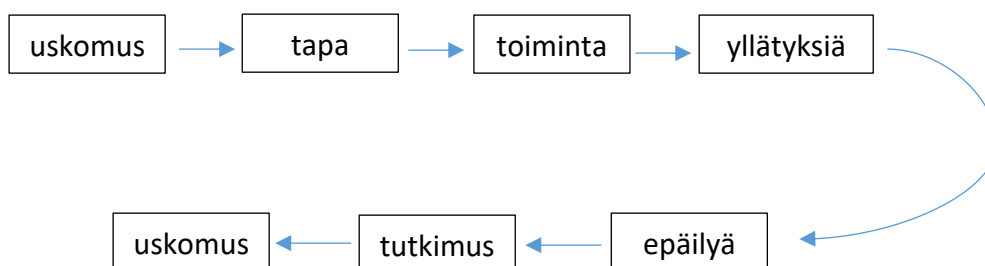 uskomus
tapa
toiminta
yllätyksiä
epäilyä
tutkimus
uskomus